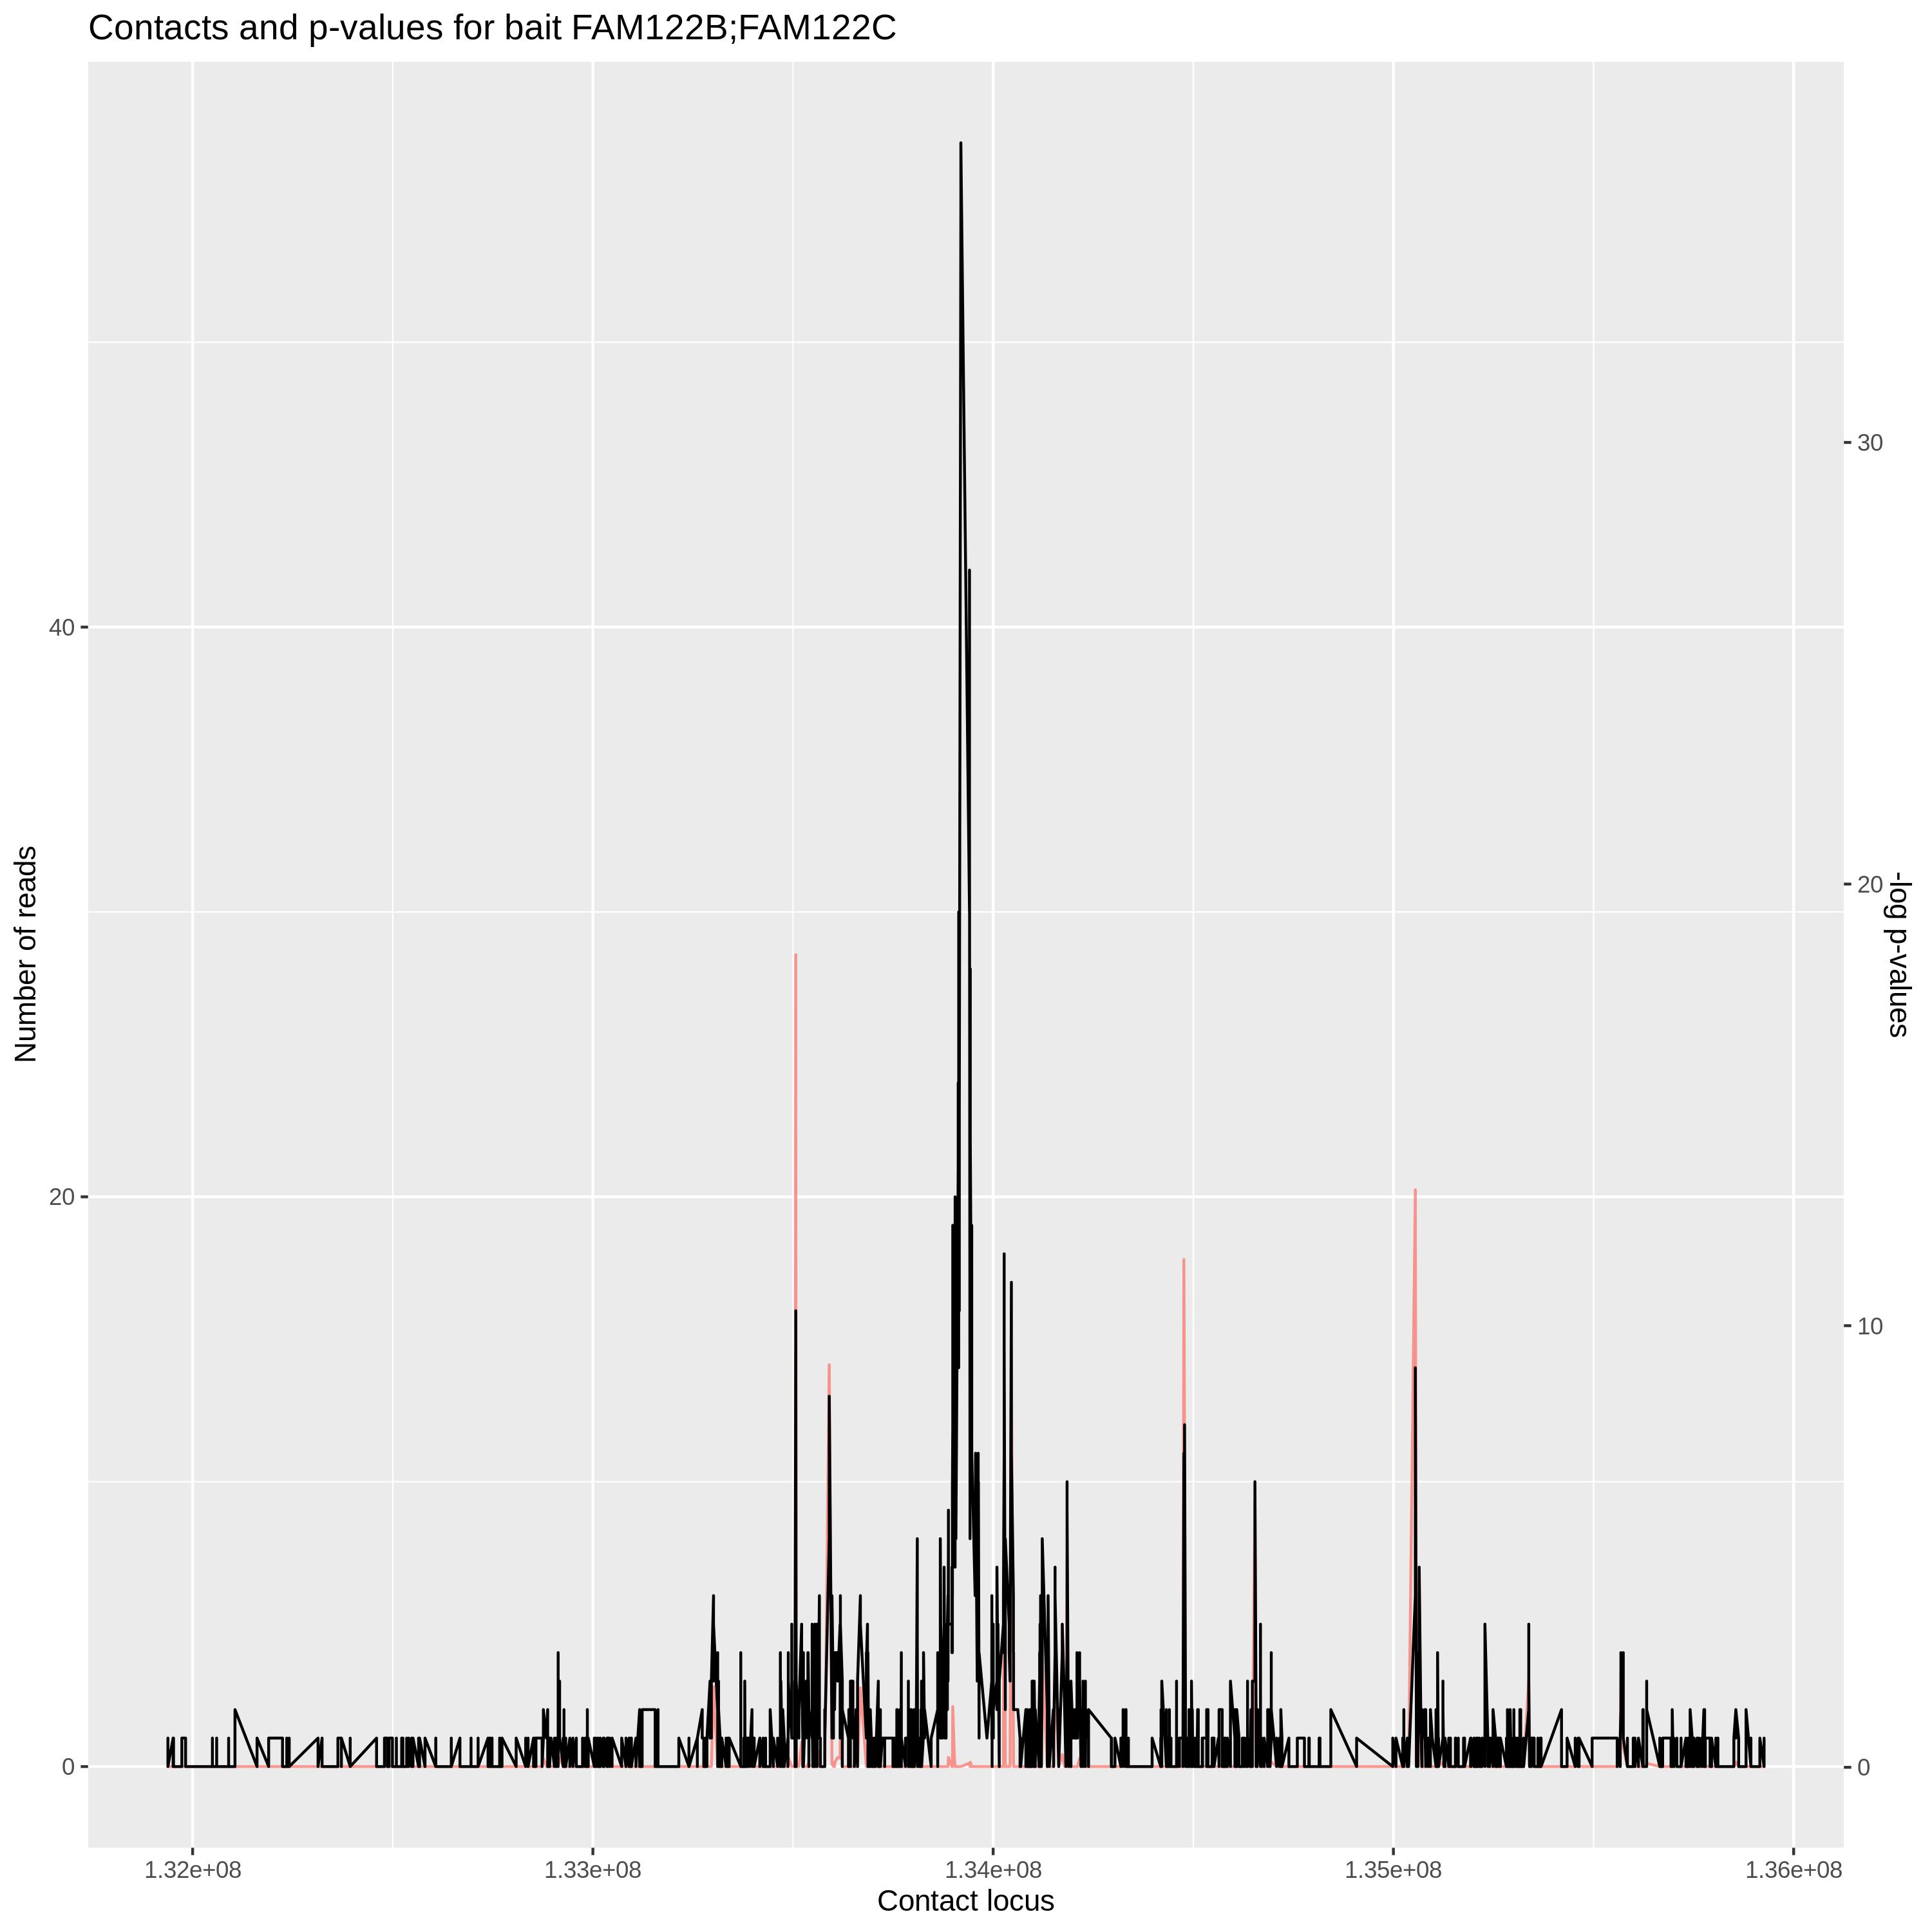 Contacts and p-values for bait FAM122B;FAM122C
Number of reads
40
20
0
30
20
10
0
-log p-values
1.32e+08 1.33e+08 1.34e+08 1.35e+08 1.36e+08
Contact locus